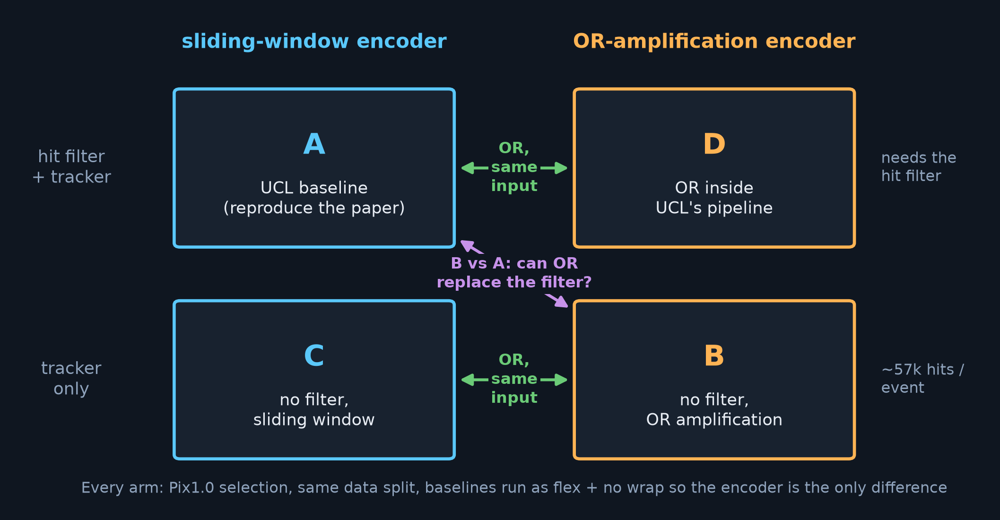 sliding-window encoder
OR-amplification encoder
hit filter
+ tracker
A
UCL baseline
(reproduce the paper)
OR,
same
input
D
OR inside
UCL's pipeline
needs the
hit filter
B vs A: can OR
replace the filter?
tracker
only
C
no filter,
sliding window
OR,
same
input
B
no filter,
OR amplification
~57k hits /
event
Every arm: Pix1.0 selection, same data split, baselines run as flex + no wrap so the encoder is the only difference